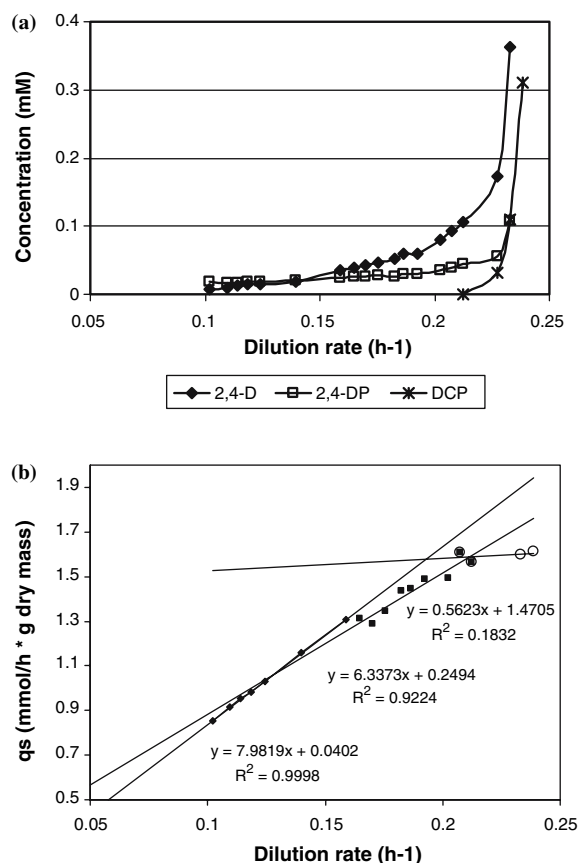 (a)
0.4
0.3
0.2
0.1
0
Concentration (mM)
0.05 0.1 0.15 0.2 0.25
Dilution rate (h-1)
2,4-D 2,4-DP DCP
(b)
1.9
1.7
1.5
1.3
1.1
0.9
0.7
0.5
qs (mmol/h * g dry mass)
y = 0.5623x + 1.4705
R² = 0.1832
y = 6.3373x + 0.2494
R² = 0.9224
y = 7.9819x + 0.0402
R² = 0.9998
0.05 0.1 0.15 0.2 0.25
Dilution rate (h-1)